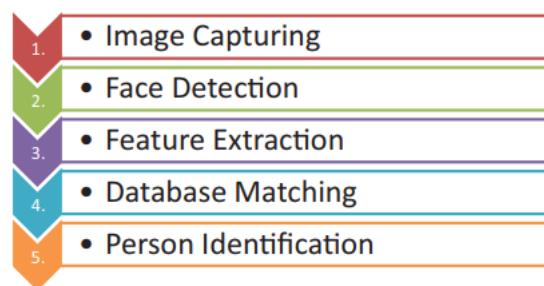 1. • Image Capturing
2. • Face Detection
3. • Feature Extraction
4. • Database Matching
5. • Person Identification